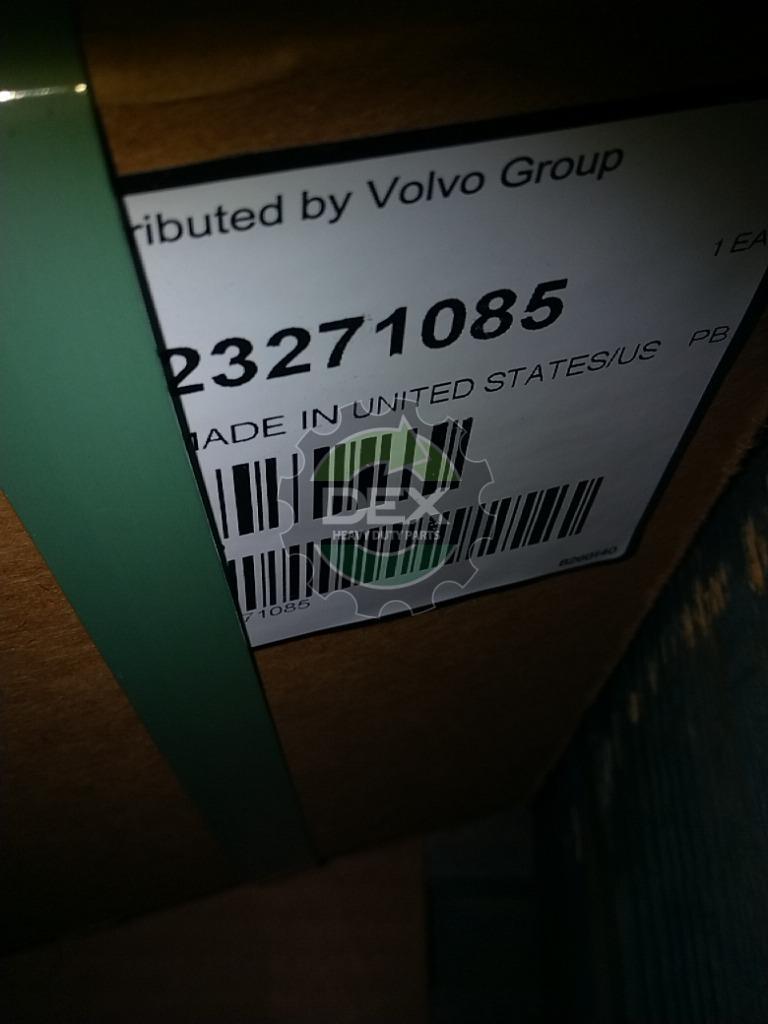 ributed by Volvo Group
1 EA
23271085
MADE IN UNITED STATES/US PB
DEX
HEAVY DUTY PARTS
71085